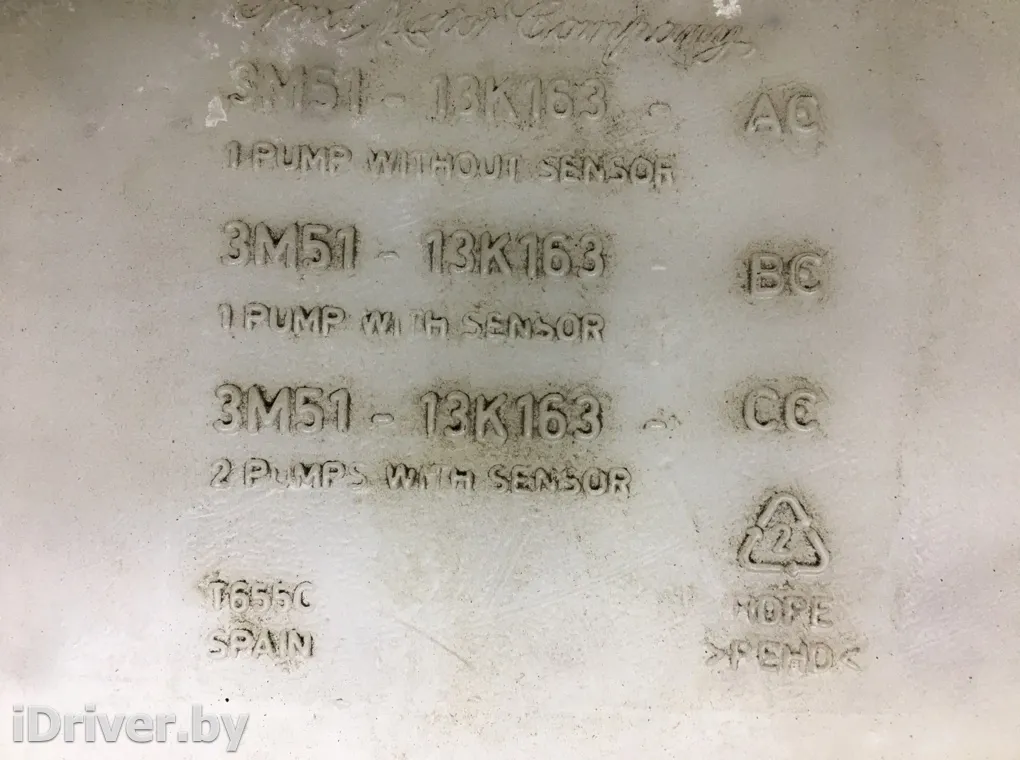 Ford Motor Company
3M51 - 13K163 - AC
1 PUMP WITHOUT SENSOR
3M51 - 13K163 - BC
1 PUMP WITH SENSOR
3M51 - 13K163 - CC
2 PUMPS WITH SENSOR
2
T655C
SPAIN
HDPE
>PEHD<
iDriver.by